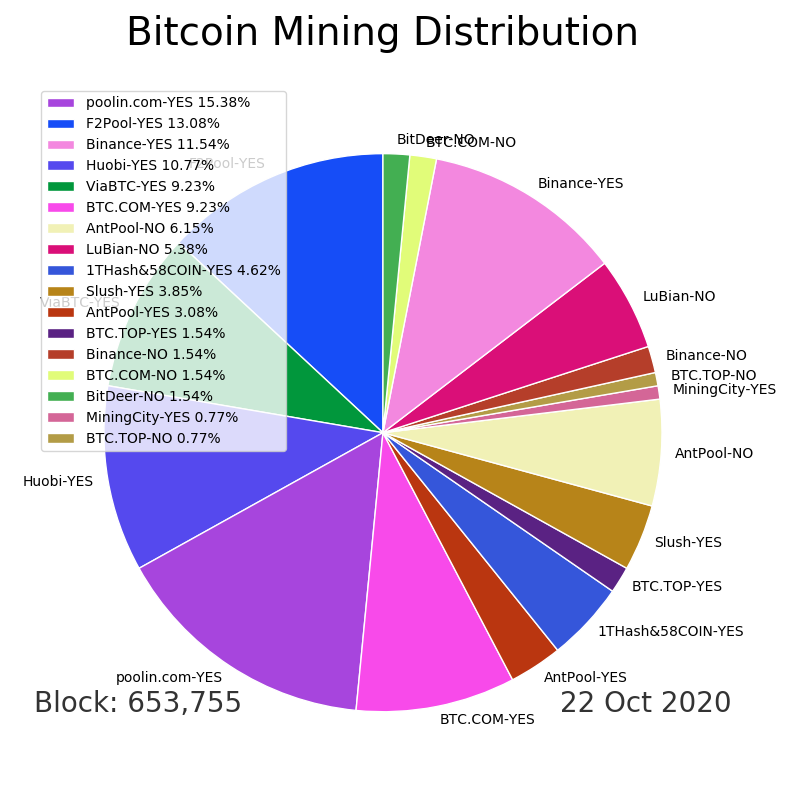 Bitcoin Mining Distribution
poolin.com-YES 15.38%
F2Pool-YES 13.08%
Binance-YES 11.54%
Huobi-YES 10.77%
ViaBTC-YES 9.23%
BTC.COM-YES 9.23%
AntPool-NO 6.15%
LuBian-NO 5.38%
1THash&58COIN-YES 4.62%
Slush-YES 3.85%
AntPool-YES 3.08%
BTC.TOP-YES 1.54%
Binance-NO 1.54%
BTC.COM-NO 1.54%
BitDeer-NO 1.54%
MiningCity-YES 0.77%
BTC.TOP-NO 0.77%
BitDeer-NO
BTC.COM-NO
Binance-YES
LuBian-NO
Binance-NO
BTC.TOP-NO
MiningCity-YES
AntPool-NO
Slush-YES
BTC.TOP-YES
1THash&58COIN-YES
AntPool-YES
BTC.COM-YES
poolin.com-YES
Huobi-YES
ViaBTC-YES
F2Pool-YES
Block: 653,755
22 Oct 2020